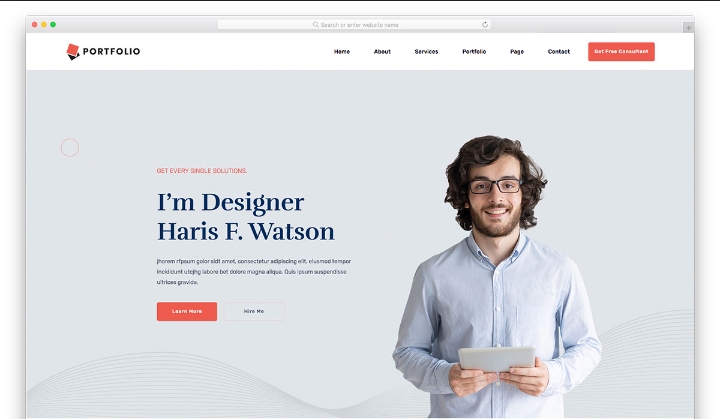 Search or enter website name
PORTFOLIO
Home About Services Portfolio Page Contact Get Free Consultant
GET EVERY SINGLE SOLUTIONS.
I'm Designer
Haris F. Watson
Jhorem rfpsum golor sidt amet, consectetur adipiscing elit, eiusmod tempor
incididunt utejhg labore bet dolore magna aliqua. Quis ipsum suspendisse
ultrices gravida.
Learn More Hire Me